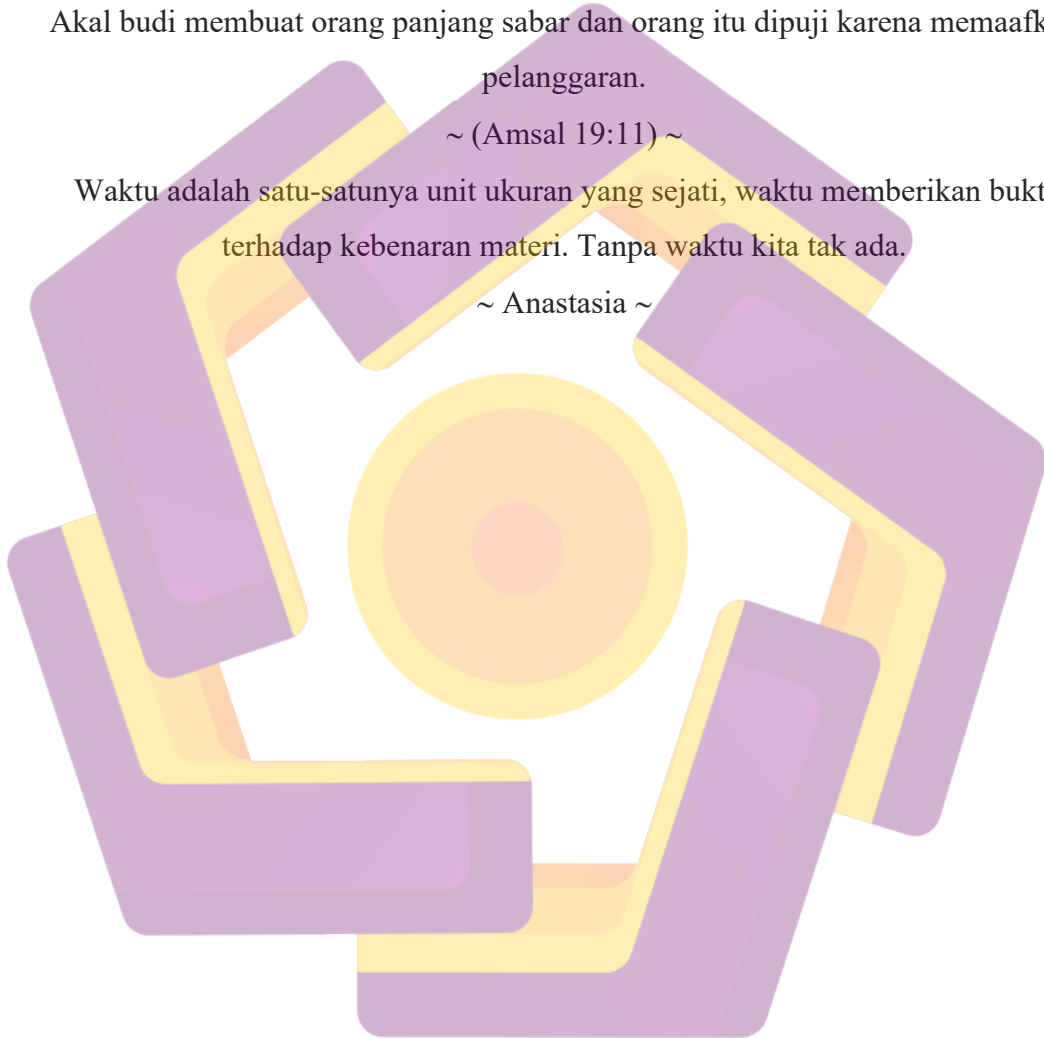 Akal budi membuat orang panjang sabar dan orang itu dipuji karena memaafk
pelanggaran.
~ (Amsal 19:11) ~
Waktu adalah satu-satunya unit ukuran yang sejati, waktu memberikan bukt
terhadap kebenaran materi. Tanpa waktu kita tak ada.
~ Anastasia ~